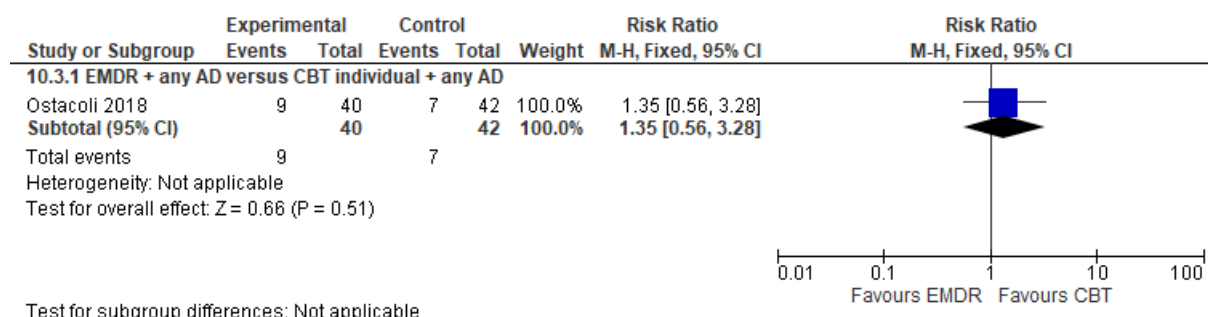 Experimental Control Risk Ratio Risk Ratio
Study or Subgroup Events Total Events Total Weight M-H, Fixed, 95% CI M-H, Fixed, 95% CI
10.3.1 EMDR + any AD versus CBT individual + any AD
Ostacoli 2018 9 40 7 42 100.0% 1.35 [0.56, 3.28]
Subtotal (95% CI) 40 42 100.0% 1.35 [0.56, 3.28]
Total events 9 7
Heterogeneity: Not applicable
Test for overall effect: Z = 0.66 (P = 0.51)
0.01 0.1 1 10 100
Favours EMDR Favours CBT
Test for subgroup differences: Not applicable